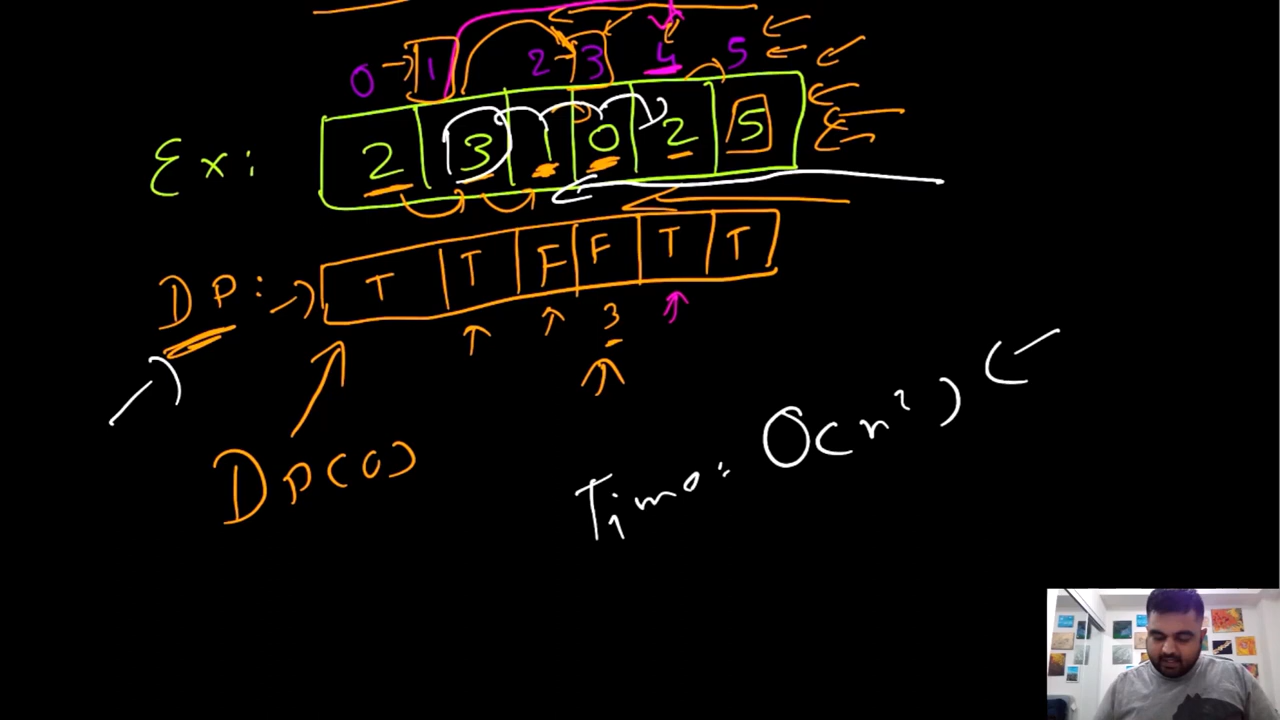 0 1 2 3 4 5
Ex: 2 3 1 0 2 5
DP: T T F F T T
3
DP(0)
Time: O(n²)